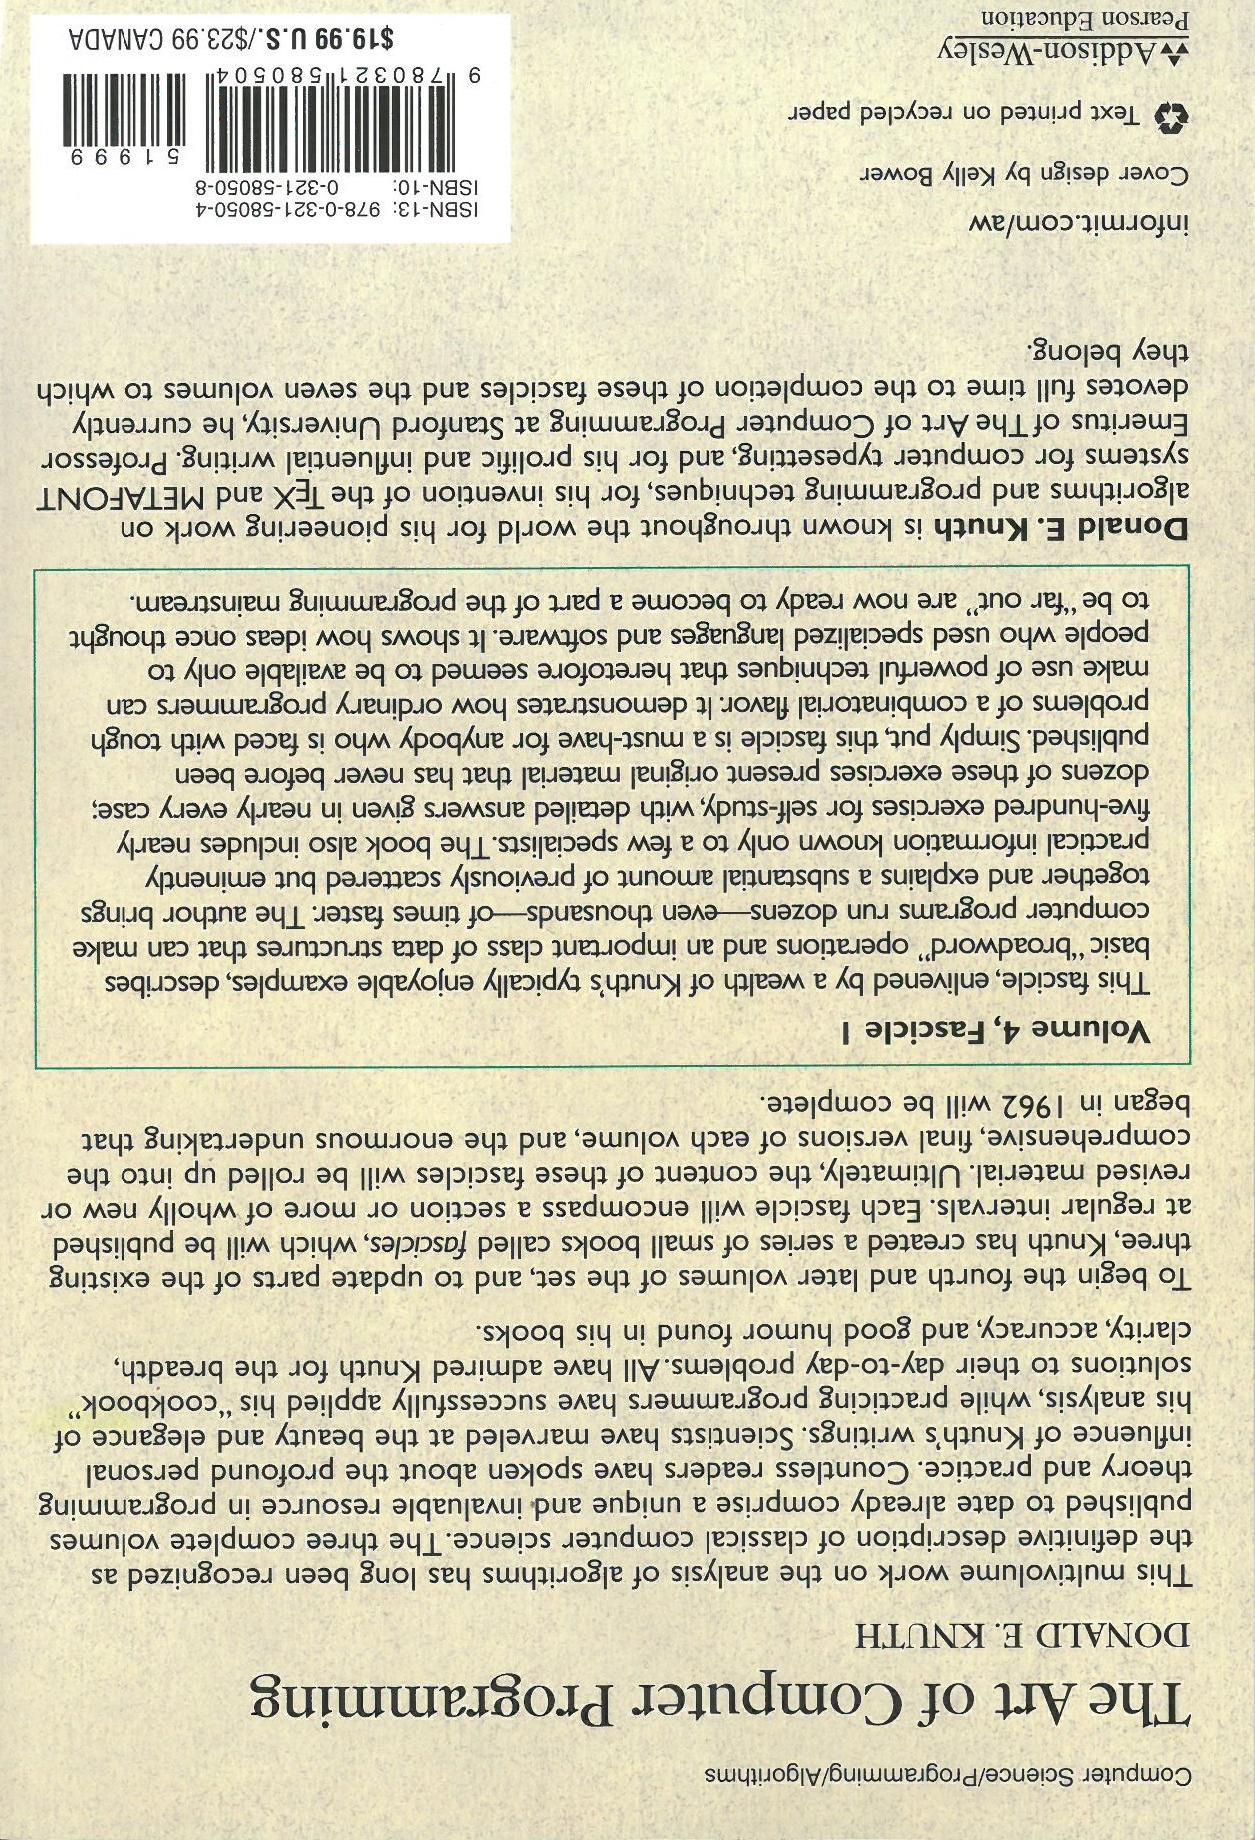 Computer Science/Programming/Algorithms
The Art of Computer Programming
DONALD E. KNUTH
This multivolume work on the analysis of algorithms has long been recognized as
the definitive description of classical computer science. The three complete volumes
published to date already comprise a unique and invaluable resource in programming
theory and practice. Countless readers have spoken about the profound personal
influence of Knuth's writings. Scientists have marveled at the beauty and elegance of
his analysis, while practicing programmers have successfully applied his “cookbook”
solutions to their day-to-day problems. All have admired Knuth for the breadth,
clarity, accuracy, and good humor found in his books.
To begin the fourth and later volumes of the set, and to update parts of the existing
three, Knuth has created a series of small books called fascicles, which will be published
at regular intervals. Each fascicle will encompass a section or more of wholly new or
revised material. Ultimately, the content of these fascicles will be rolled up into the
comprehensive, final versions of each volume, and the enormous undertaking that
began in 1962 will be complete.
Volume 4, Fascicle 1
This fascicle, enlivened by a wealth of Knuth's typically enjoyable examples, describes
basic “broadword” operations and an important class of data structures that can make
computer programs run dozens—even thousands—of times faster. The author brings
together and explains a substantial amount of previously scattered but eminently
practical information known only to a few specialists. The book also includes nearly
five-hundred exercises for self-study, with detailed answers given in nearly every case;
dozens of these exercises present original material that has never before been
published. Simply put, this fascicle is a must-have for anybody who is faced with tough
problems of a combinatorial flavor. It demonstrates how ordinary programmers can
make use of powerful techniques that heretofore seemed to be available only to
people who used specialized languages and software. It shows how ideas once thought
to be “far out” are now ready to become a part of the programming mainstream.
Donald E. Knuth is known throughout the world for his pioneering work on
algorithms and programming techniques, for his invention of the TEX and METAFONT
systems for computer typesetting, and for his prolific and influential writing. Professor
Emeritus of The Art of Computer Programming at Stanford University, he currently
devotes full time to the completion of these fascicles and the seven volumes to which
they belong.
informit.com/aw
Cover design by Kelly Bower
Text printed on recycled paper
Addison-Wesley
Pearson Education
ISBN-13: 978-0-321-58050-4
ISBN-10: 0-321-58050-8
51999
9 780321 580504
$19.99 U.S./$23.99 CANADA